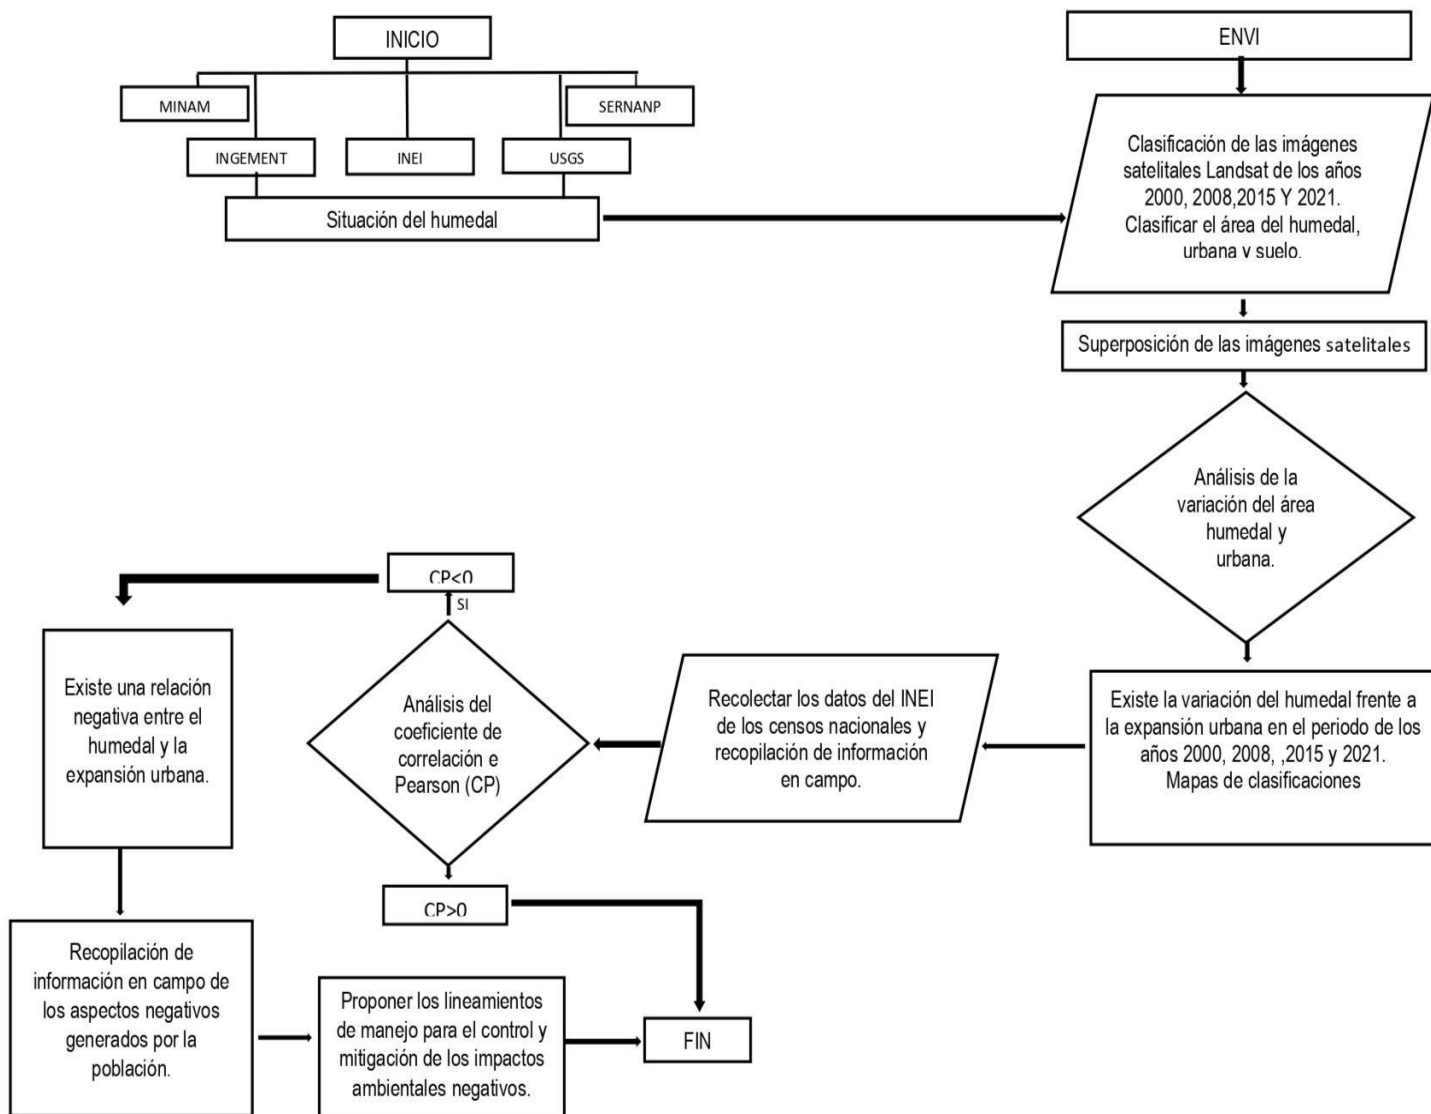 INICIO
MINAM
SERNANP
INGEMENT
INEI
USGS
Situación del humedal
ENVI
Clasificación de las imágenes
satelitales Landsat de los años
2000, 2008,2015 Y 2021.
Clasificar el área del humedal,
urbana y suelo.
Superposición de las imágenes satelitales
Análisis de la
variación del área
humedal y
urbana.
Existe la variación del humedal frente a
la expansión urbana en el periodo de los
años 2000, 2008, ,2015 y 2021.
Mapas de clasificaciones
Recolectar los datos del INEI
de los censos nacionales y
recopilación de información
en campo.
Análisis del
coeficiente de
correlación e
Pearson (CP)
SI
CP<0
CP>0
Existe una relación
negativa entre el
humedal y la
expansión urbana.
Recopilación de
información en campo de
los aspectos negativos
generados por la
población.
Proponer los lineamientos
de manejo para el control y
mitigación de los impactos
ambientales negativos.
FIN